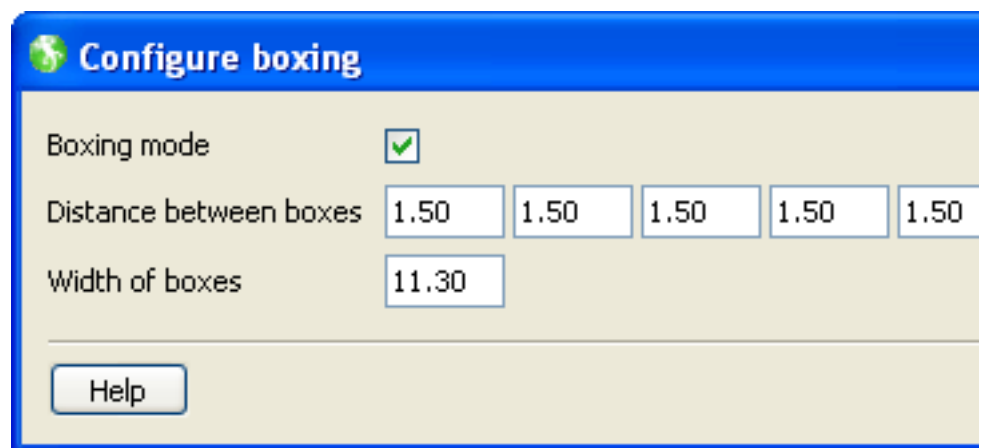 Configure boxing
Boxing mode
Distance between boxes 1.50 1.50 1.50 1.50 1.50
Width of boxes 11.30
Help